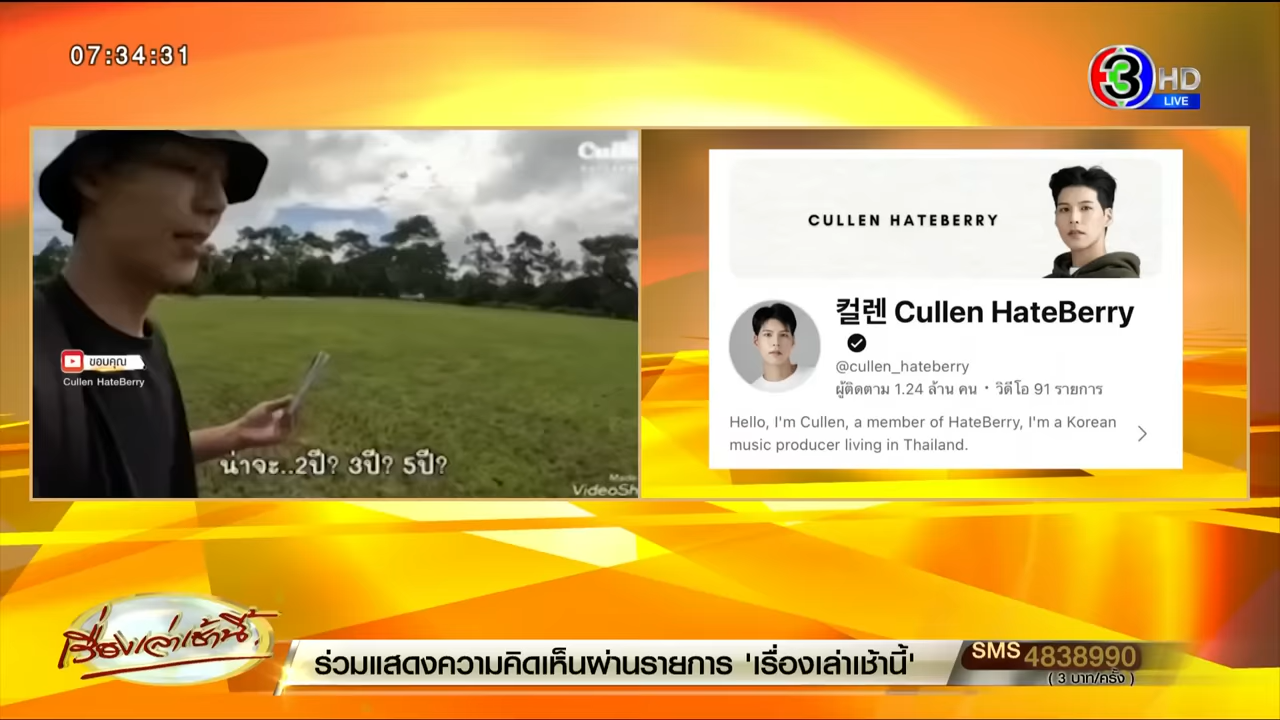 07:34:31
3 HD
LIVE
ขอบคุณ
Cullen HateBerry
น่าจะ..2ปี? 3ปี? 5ปี?
CULLEN HATEBERRY
컬렌 Cullen HateBerry
@cullen_hateberry
ผู้ติดตาม 1.24 ล้าน คน • วิดีโอ 91 รายการ
Hello, I'm Cullen, a member of HateBerry, I'm a Korean
music producer living in Thailand.
เรื่องเล่าเช้านี้
ร่วมแสดงความคิดเห็นผ่านรายการ 'เรื่องเล่าเช้านี้'
SMS 4838990
( 3 บาท/ครั้ง )